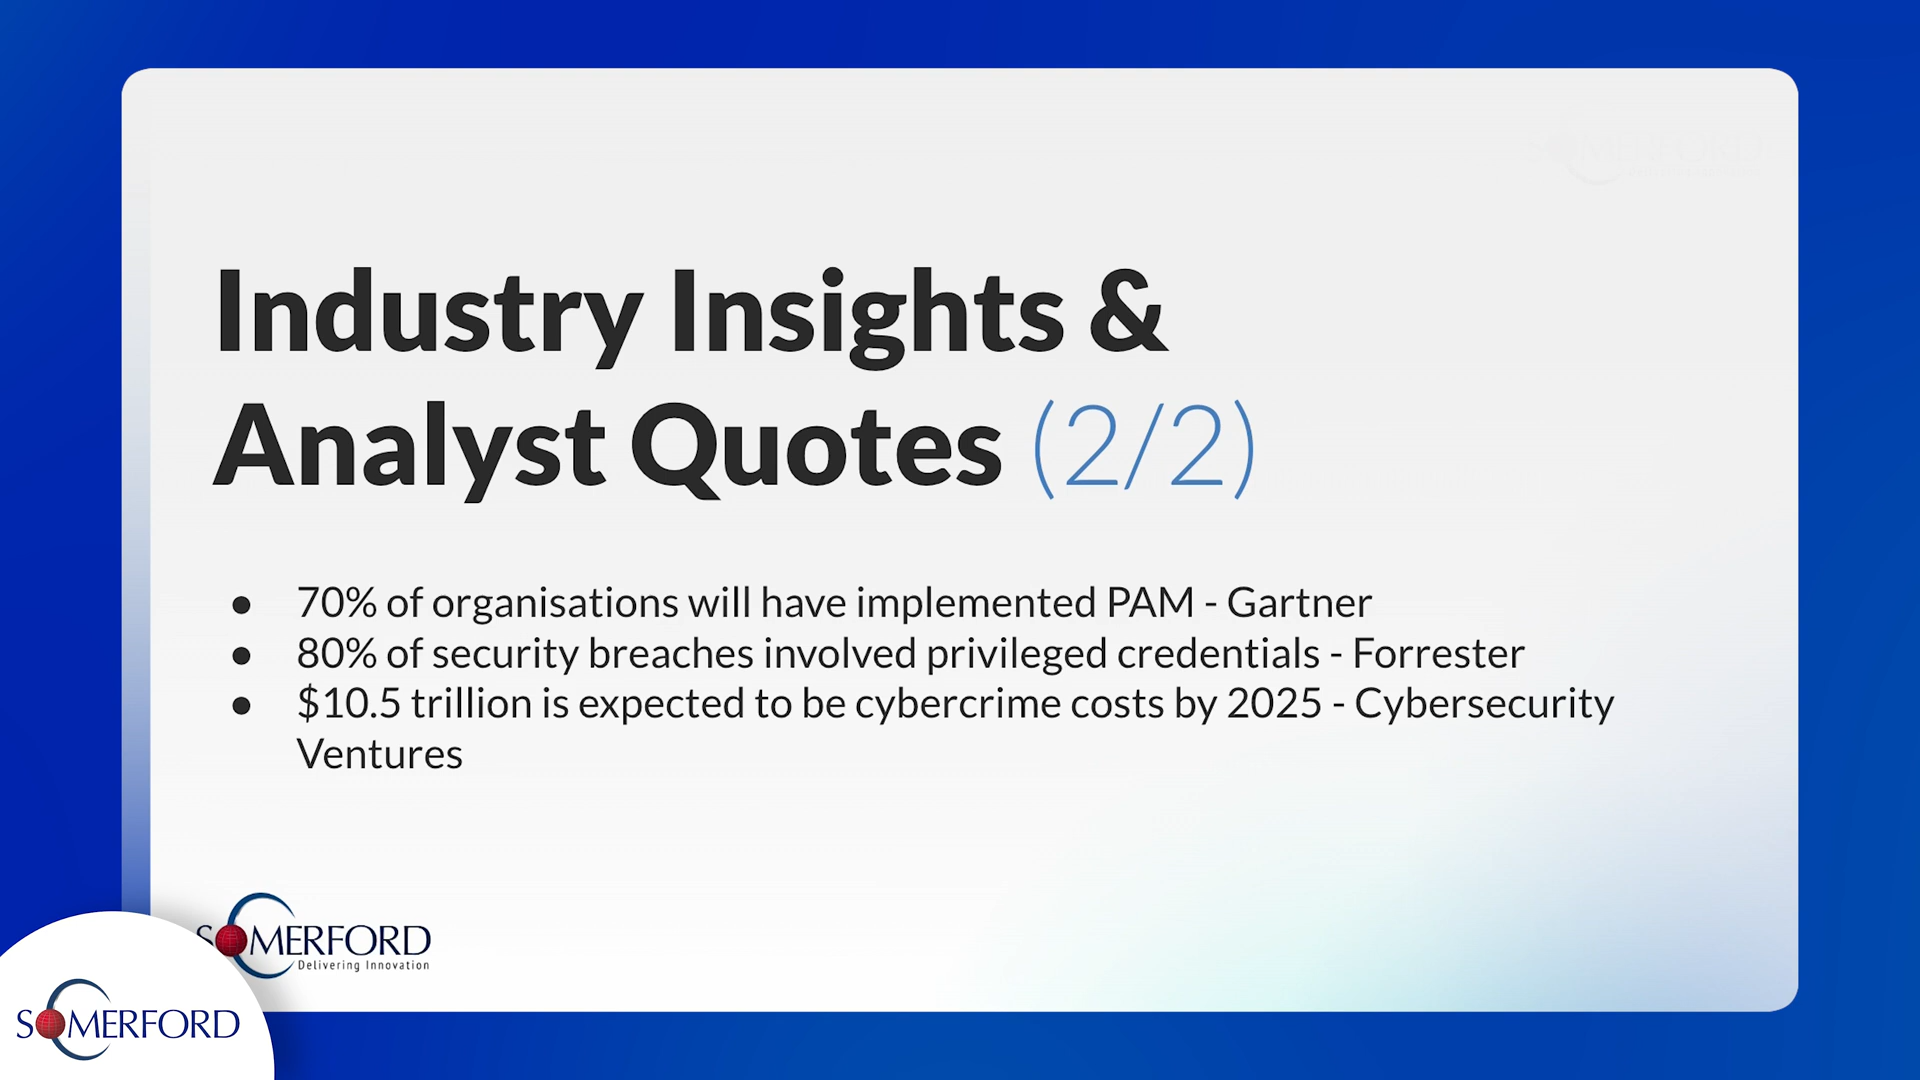 Industry Insights &
Analyst Quotes (2/2)
● 70% of organisations will have implemented PAM - Gartner
● 80% of security breaches involved privileged credentials - Forrester
● $10.5 trillion is expected to be cybercrime costs by 2025 - Cybersecurity
Ventures
SOMERFORD
Delivering Innovation
SOMERFORD